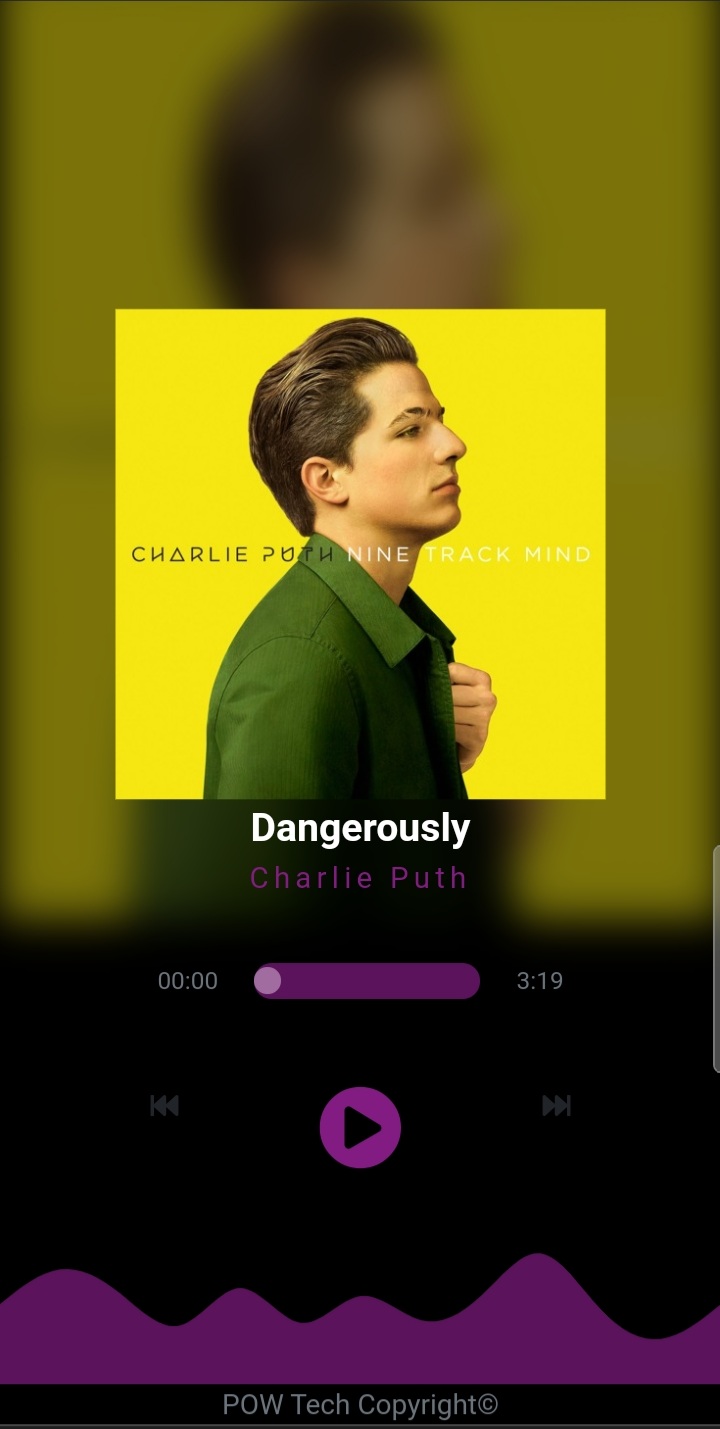 CHARLIE PUTH NINE TRACK MIND
Dangerously
Charlie Puth
00:00 3:19
POW Tech Copyright©